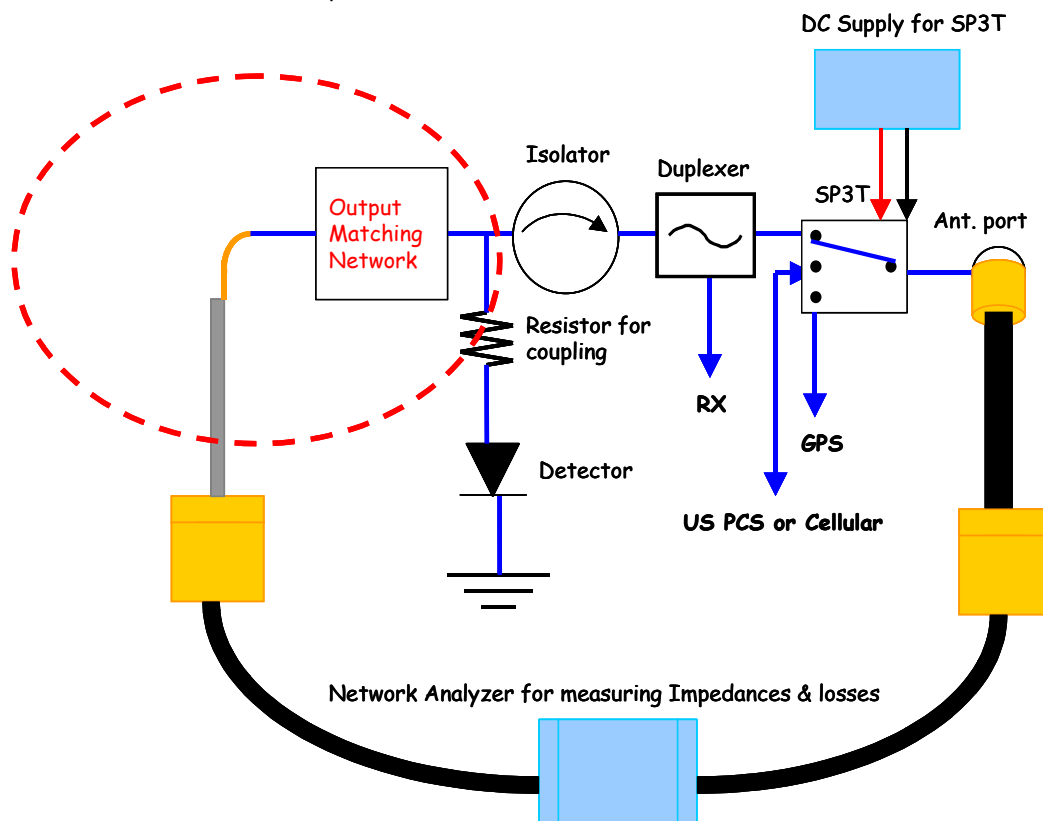 DC Supply for SP3T
Isolator
Duplexer
SP3T
Ant. port
Output
Matching
Network
Resistor for
coupling
RX
GPS
Detector
US PCS or Cellular
Network Analyzer for measuring Impedances & losses